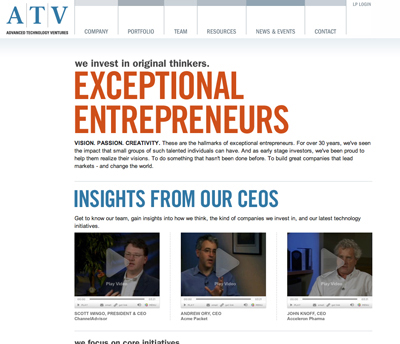 LP LOGIN
A T V
ADVANCED TECHNOLOGY VENTURES
COMPANY PORTFOLIO TEAM RESOURCES NEWS & EVENTS CONTACT
we invest in original thinkers.
EXCEPTIONAL
ENTREPRENEURS
VISION. PASSION. CREATIVITY. These are the hallmarks of exceptional entrepreneurs. For over 30 years, we've seen
the impact that small groups of such talented individuals can have. And as early stage investors, we've been proud to
help them realize their visions. To do something that hasn't been done before. To build great companies that lead
markets - and change the world.
INSIGHTS FROM OUR CEOS
Get to know our team, gain insights into how we think, the kind of companies we invest in, and our latest technology
initiatives.
Play Video Play Video Play Video
SCOTT WINGO, PRESIDENT & CEO ANDREW ORY, CEO JOHN KNOPF, CEO
ChannelAdvisor Acme Packet Acceleron Pharma
we focus on core initiatives